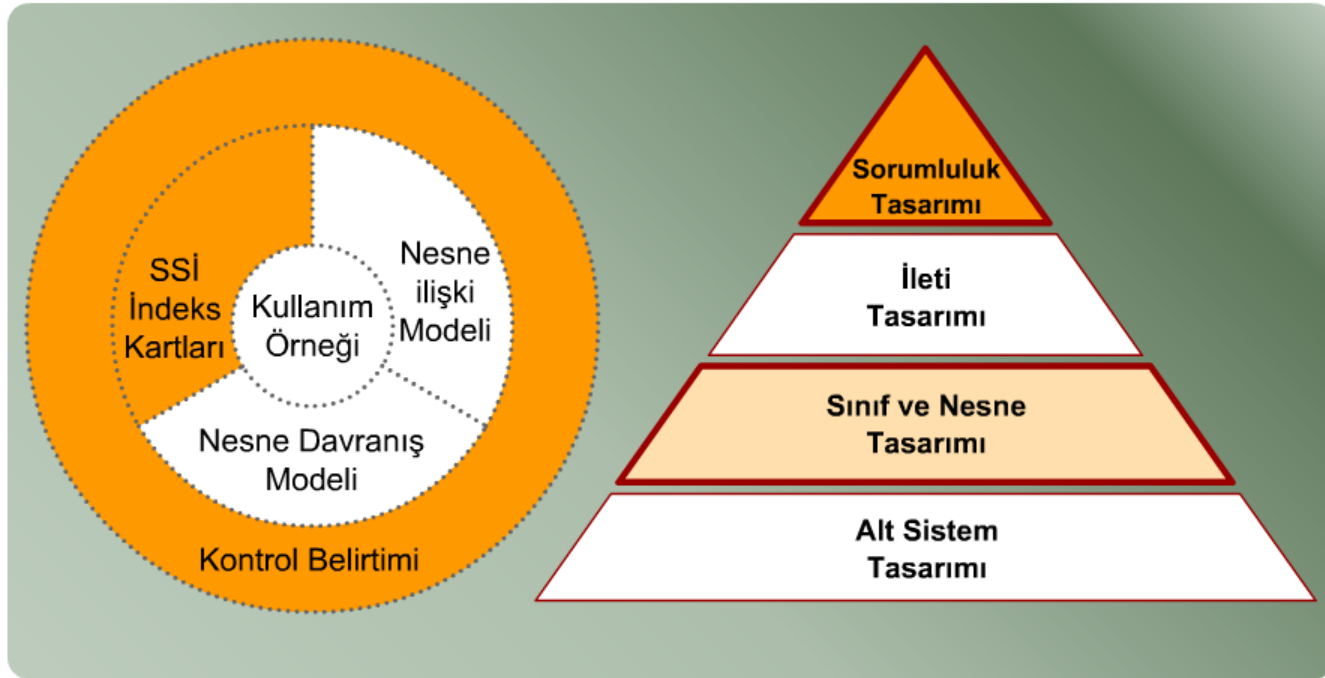 SSİ
İndeks
Kartları
Kullanım
Örneği
Nesne
ilişki
Modeli
Nesne Davranış
Modeli
Kontrol Belirtimi
Sorumluluk
Tasarımı
İleti
Tasarımı
Sınıf ve Nesne
Tasarımı
Alt Sistem
Tasarımı